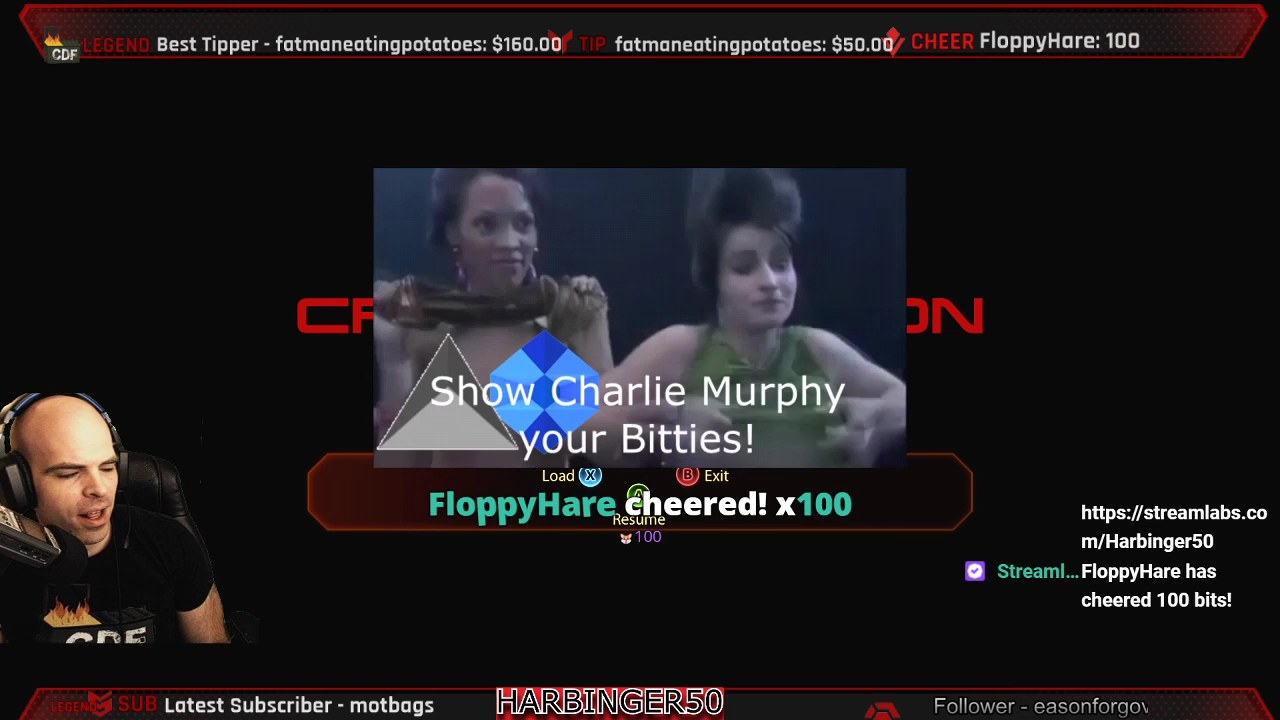 CDF
LEGEND Best Tipper - fatmaneatingpotatoes: $160.00
TIP fatmaneatingpotatoes: $50.00
CHEER FloppyHare: 100
ON
Show Charlie Murphy
your Bitties!
Load X
B Exit
A
FloppyHare cheered! x100
Resume
100
https://streamlabs.co
m/Harbinger50
Streaml... FloppyHare has
cheered 100 bits!
CDF
LEGEND SUB Latest Subscriber - motbags
HARBINGER50
Follower - easonforgov